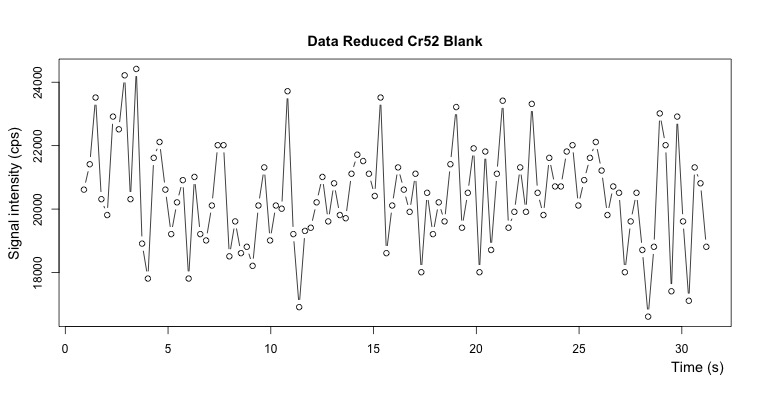 Data Reduced Cr52 Blank
Signal intensity (cps)
24000
22000
20000
18000
0 5 10 15 20 25 30
Time (s)